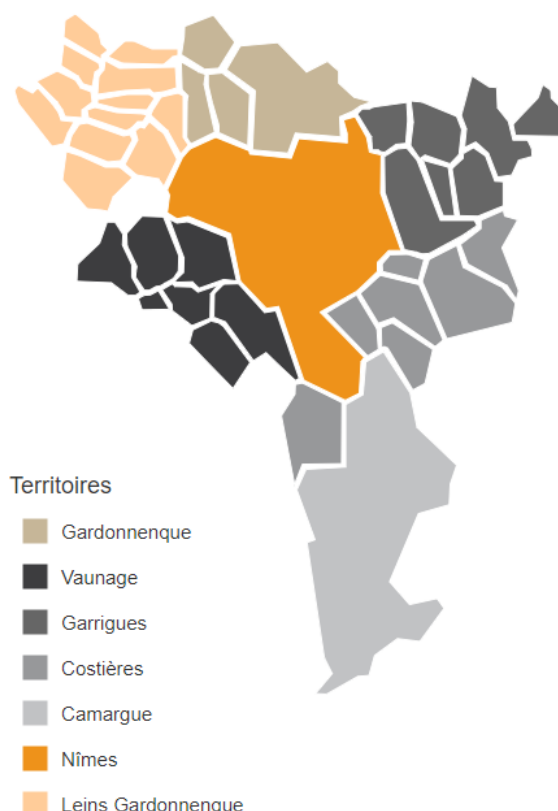 Territoires
Gardonnenque
Vaunage
Garrigues
Costières
Camargue
Nîmes
Leins Gardonnenque